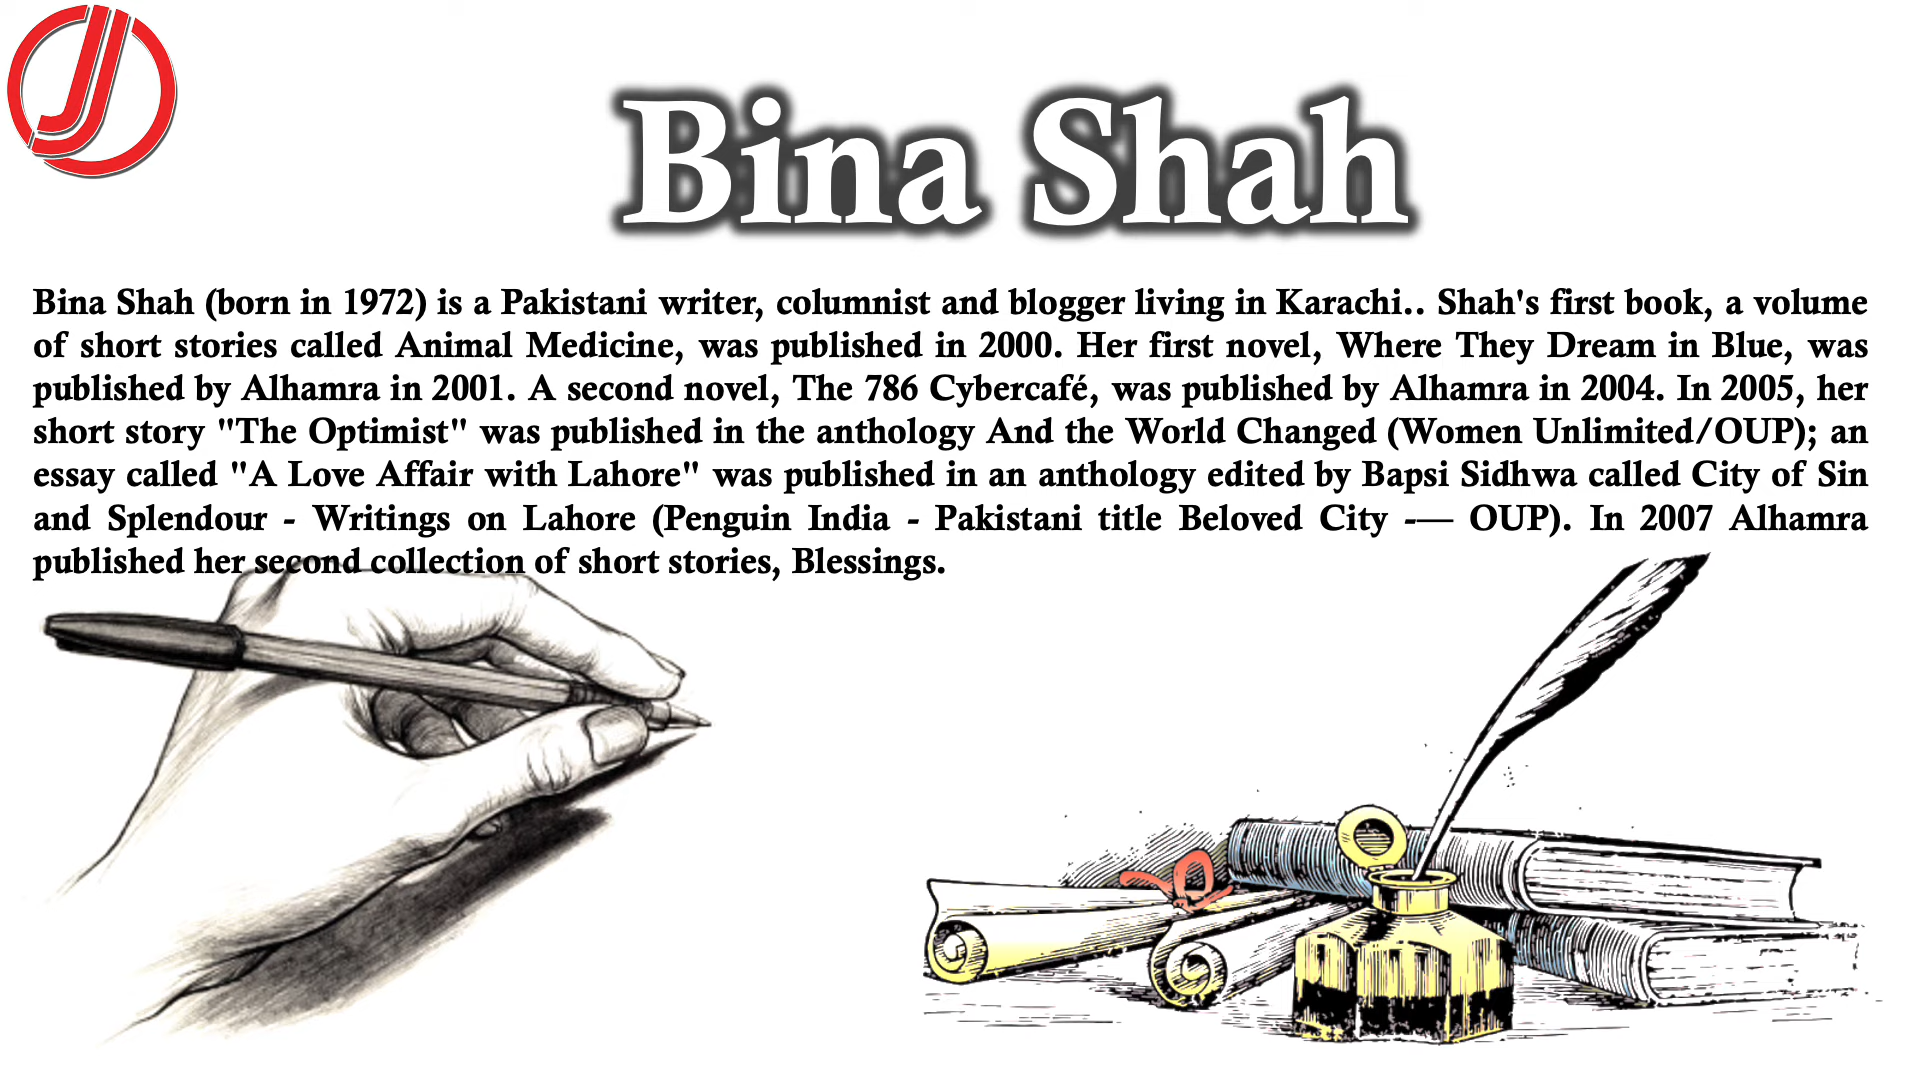 Bina Shah
Bina Shah (born in 1972) is a Pakistani writer, columnist and blogger living in Karachi.. Shah's first book, a volume
of short stories called Animal Medicine, was published in 2000. Her first novel, Where They Dream in Blue, was
published by Alhamra in 2001. A second novel, The 786 Cybercafé, was published by Alhamra in 2004. In 2005, her
short story "The Optimist" was published in the anthology And the World Changed (Women Unlimited/OUP); an
essay called "A Love Affair with Lahore" was published in an anthology edited by Bapsi Sidhwa called City of Sin
and Splendour - Writings on Lahore (Penguin India - Pakistani title Beloved City -— OUP). In 2007 Alhamra
published her second collection of short stories, Blessings.